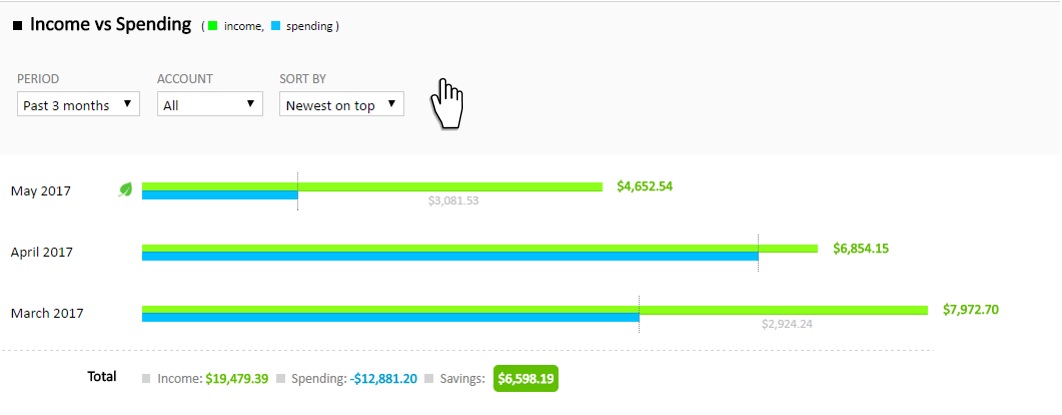 Income vs Spending ( income, spending )
PERIOD ACCOUNT SORT BY
Past 3 months All Newest on top
May 2017 $4,652.54
$3,081.53
April 2017 $6,854.15
March 2017 $7,972.70
$2,924.24
Total Income: $19,479.39 Spending: -$12,881.20 Savings: $6,598.19